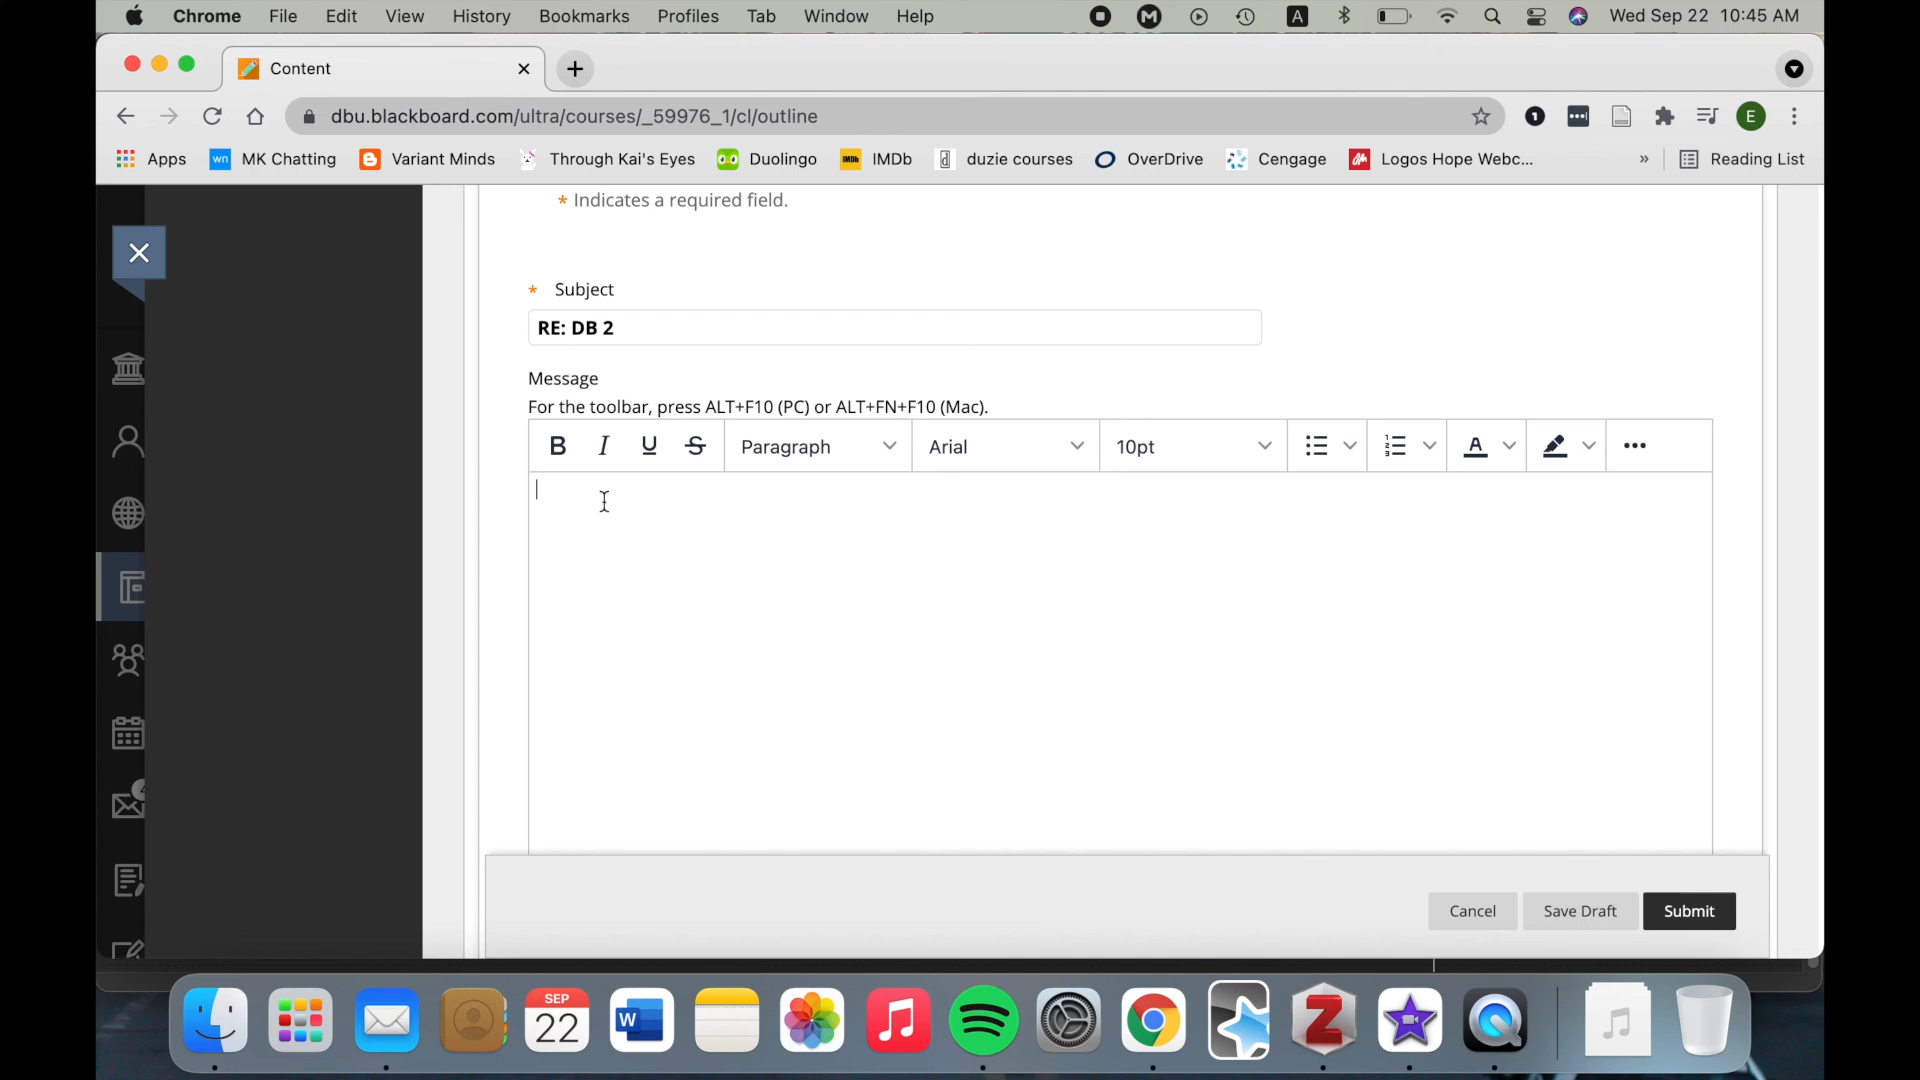 Chrome File Edit View History Bookmarks Profiles Tab Window Help A Wed Sep 22 10:45 AM
Content
dbu.blackboard.com/ultra/courses/_59976_1/cl/outline E
Apps wn MK Chatting Variant Minds Through Kai's Eyes Duolingo IMDb IMDb d duzie courses OverDrive Cengage Logos Hope Webc... » Reading List
* Indicates a required field.
* Subject
RE: DB 2
Message
For the toolbar, press ALT+F10 (PC) or ALT+FN+F10 (Mac).
B I U S Paragraph Arial 10pt A
Cancel Save Draft Submit
SEP
22
W
Z